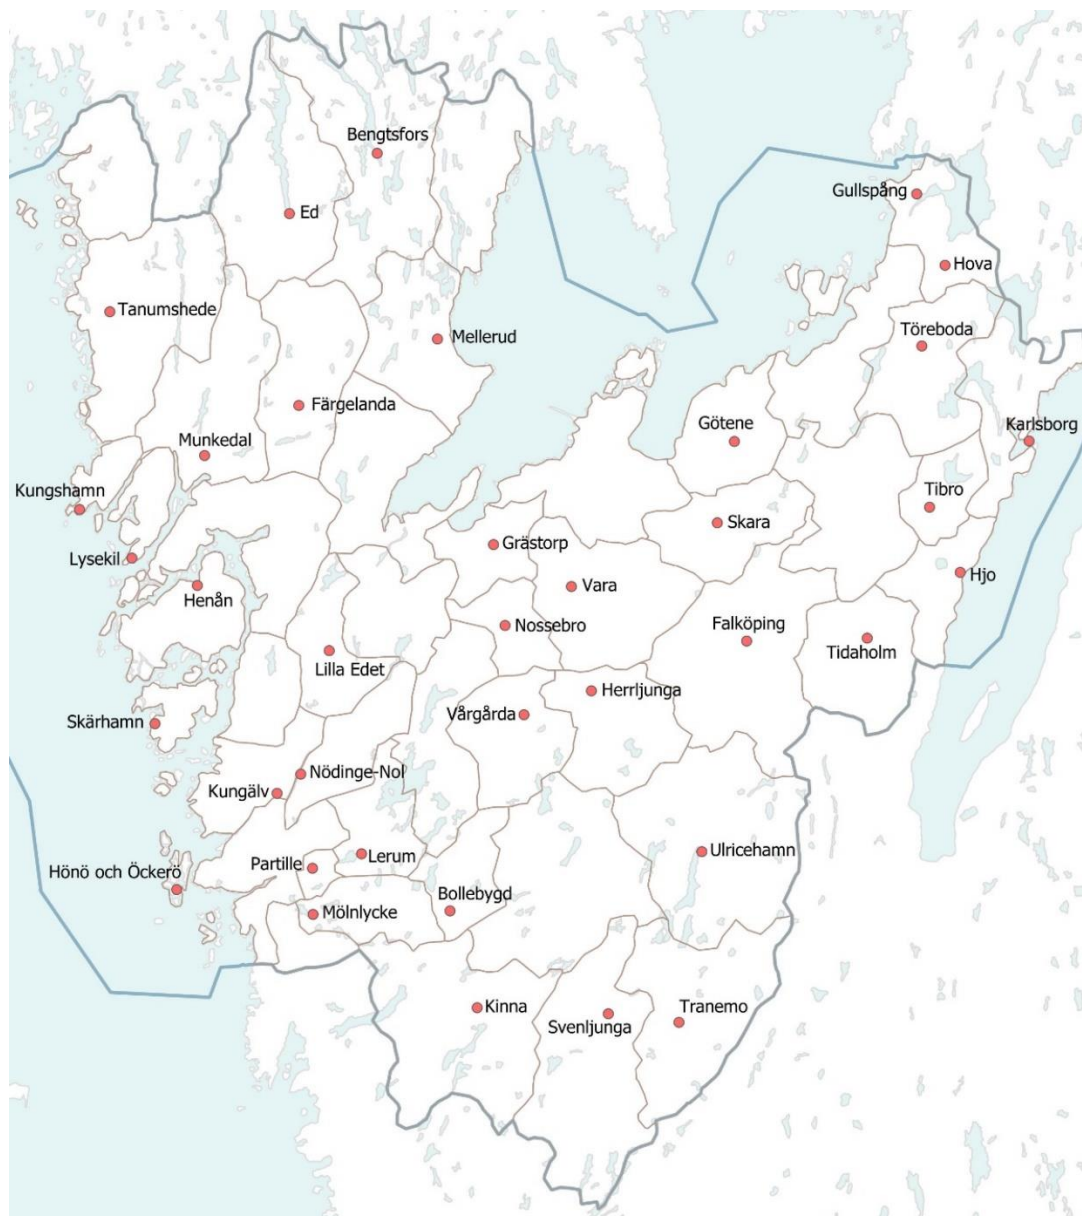 Bengtsfors
Gullspång
Ed
Hova
Tanumshede
Töreboda
Mellerud
Färgelanda
Götene
Karlsborg
Munkedal
Kungshamn
Tibro
Skara
Grästorp
Lysekil
Hjo
Vara
Henån
Nossebro
Falköping
Tidaholm
Lilla Edet
Herrljunga
Vårgårda
Skärhamn
Nödinge-Nol
Kungälv
Ulricehamn
Lerum
Partille
Hönö och Öckerö
Bollebygd
Mölnlycke
Kinna
Tranemo
Svenljunga